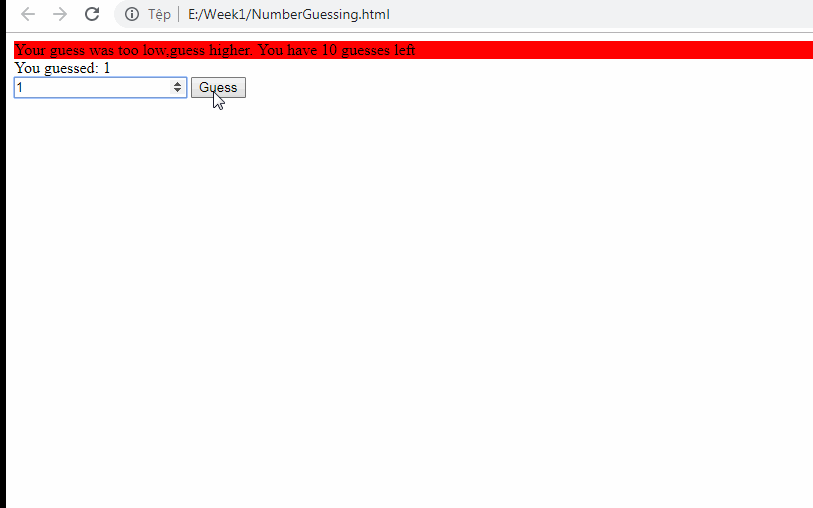 Tệp E:/Week1/NumberGuessing.html
Your guess was too low,guess higher. You have 10 guesses left
You guessed: 1
1 Guess